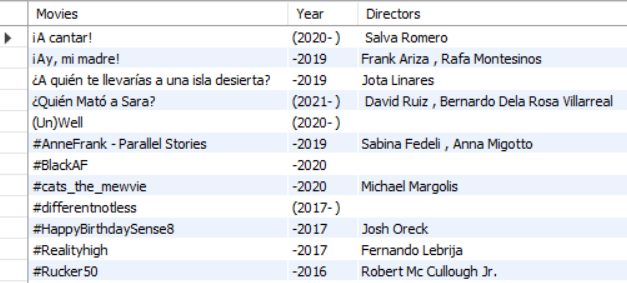 Movies Year Directors
¡A cantar! (2020- ) Salva Romero
¡Ay, mi madre! -2019 Frank Ariza , Rafa Montesinos
¿A quién te llevarías a una isla desierta? -2019 Jota Linares
¿Quién Mató a Sara? (2021- ) David Ruiz , Bernardo Dela Rosa Villarreal
(Un)Well (2020- )
#AnneFrank - Parallel Stories -2019 Sabina Fedeli , Anna Migotto
#BlackAF -2020
#cats_the_mewvie -2020 Michael Margolis
#differentnotless (2017- )
#HappyBirthdaySense8 -2017 Josh Oreck
#Realityhigh -2017 Fernando Lebrija
#Rucker50 -2016 Robert Mc Cullough Jr.